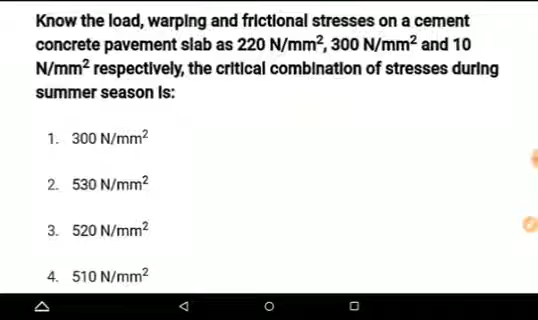 Know the load, warping and frictional stresses on a cement
concrete pavement slab as 220 N/mm², 300 N/mm² and 10
N/mm² respectively, the critical combination of stresses during
summer season is:
1. 300 N/mm²
2. 530 N/mm²
3. 520 N/mm²
4. 510 N/mm²